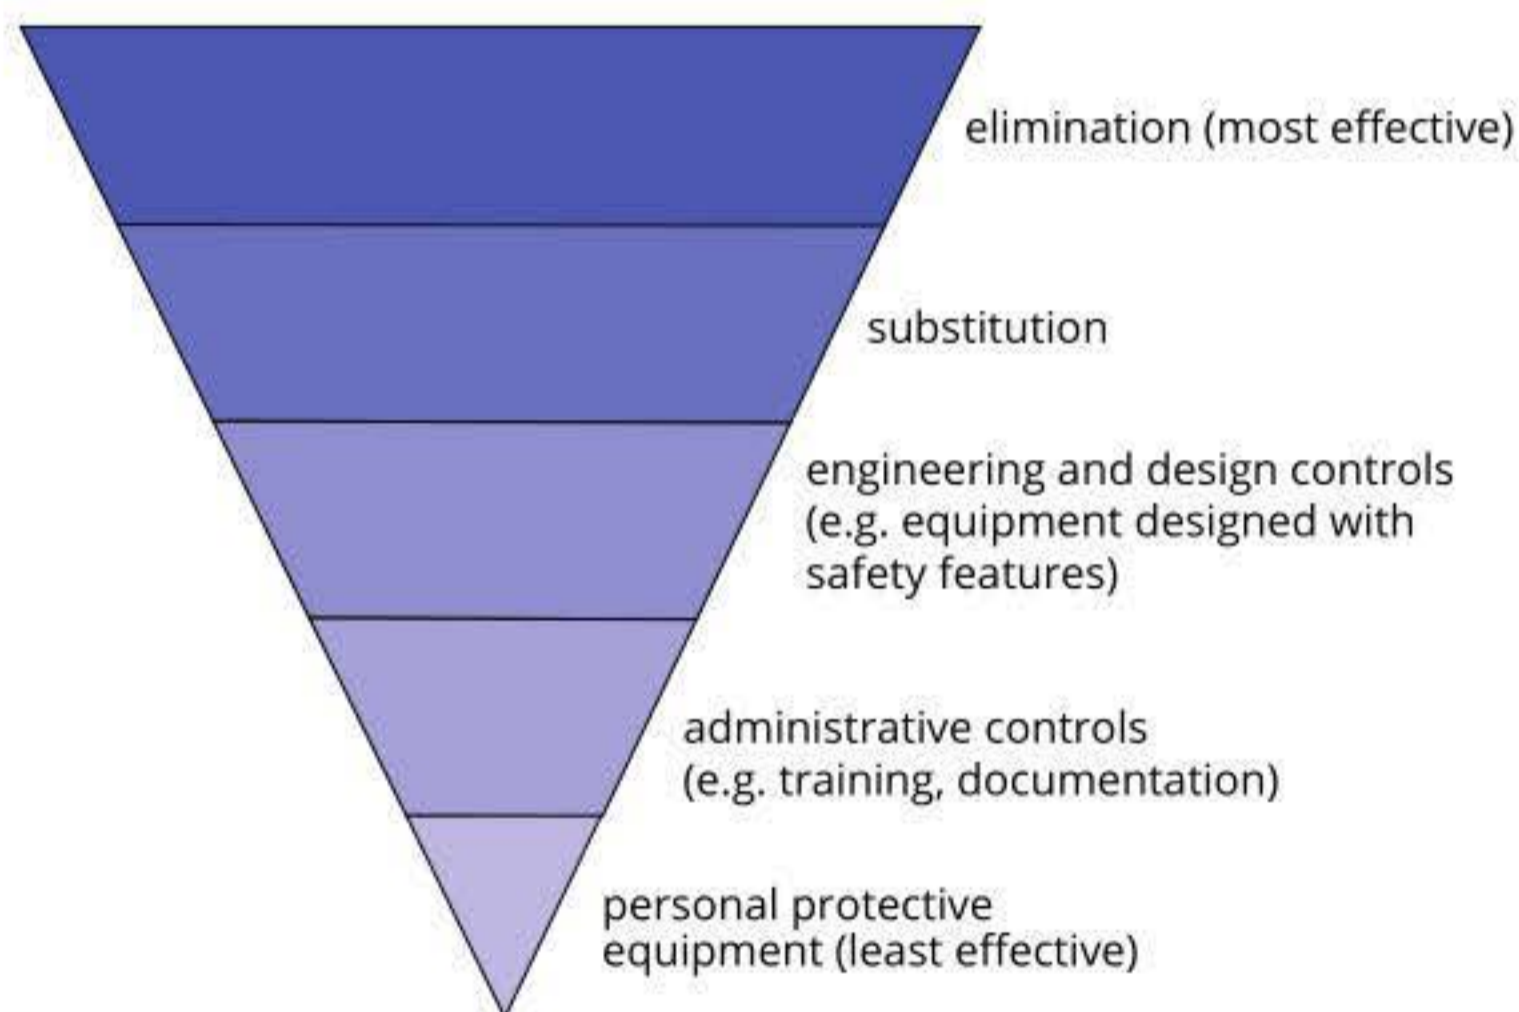 elimination (most effective)
substitution
engineering and design controls
(e.g. equipment designed with
safety features)
administrative controls
(e.g. training, documentation)
personal protective
equipment (least effective)